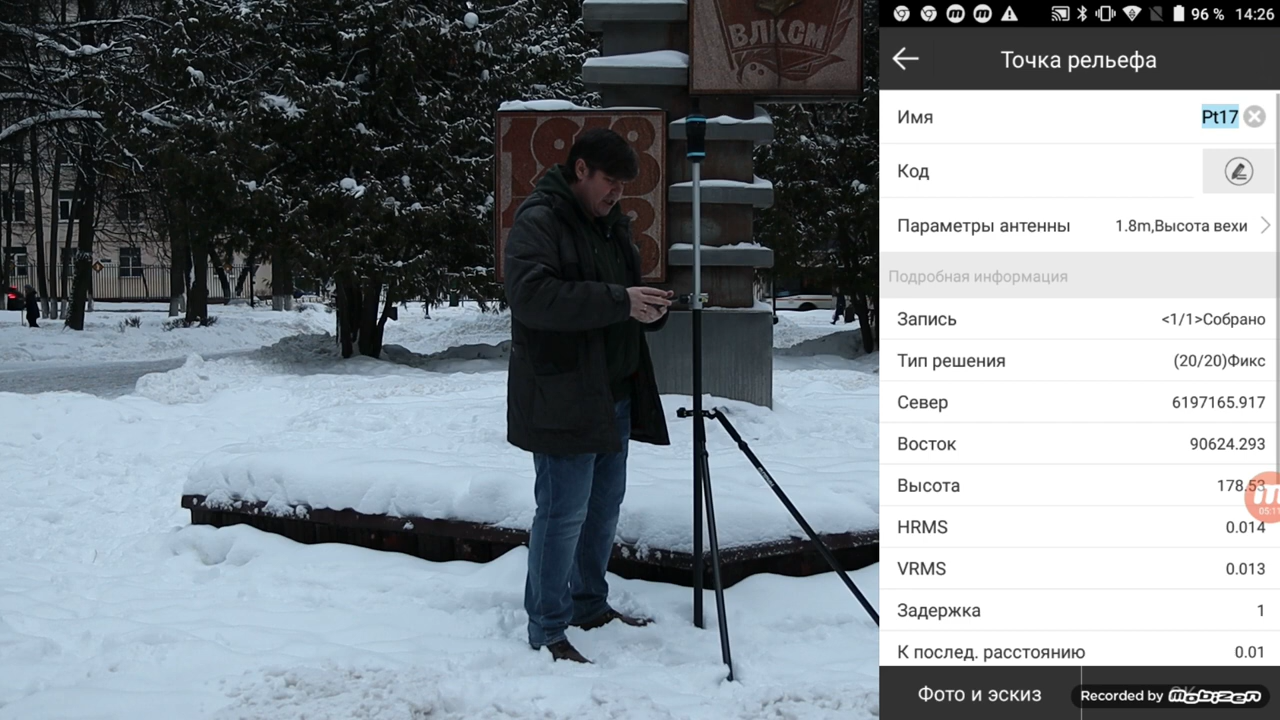 ВЛКСМ
96 % 14:26
Точка рельефа
Имя Pt17
Код
Параметры антенны 1.8m,Высота вехи
Подробная информация
Запись <1/1>Собрано
Тип решения (20/20)Фикс
Север 6197165.917
Восток 90624.293
Высота 178.53
HRMS 0.014
VRMS 0.013
Задержка 1
К послед. расстоянию 0.01
Фото и эскиз
Recorded by mobizen